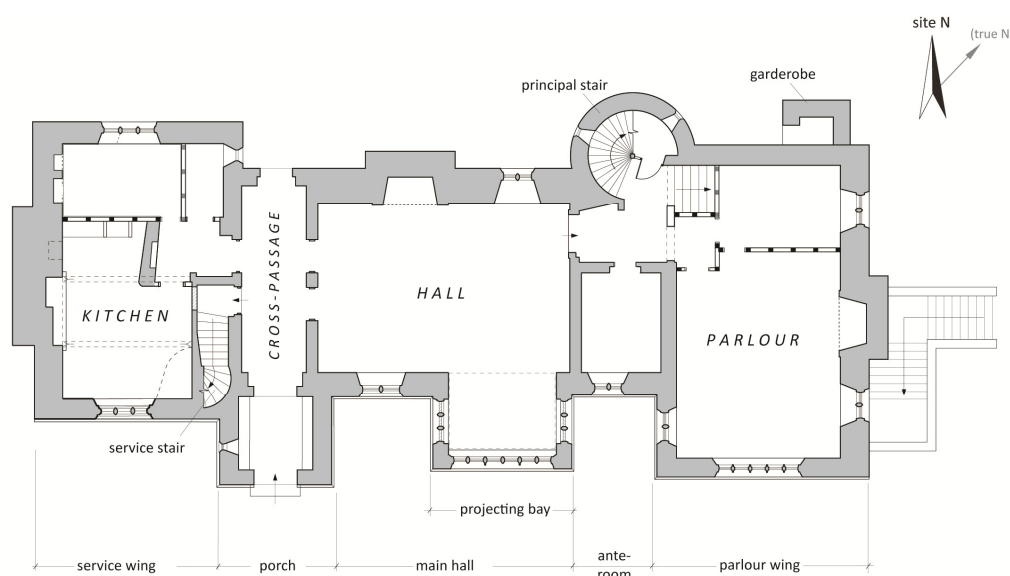 site N
(true N
garderobe
principal stair
CROSS-PASSAGE
HALL
KITCHEN
PARLOUR
service stair
projecting bay
service wing
porch
main hall
ante-
room
parlour wing